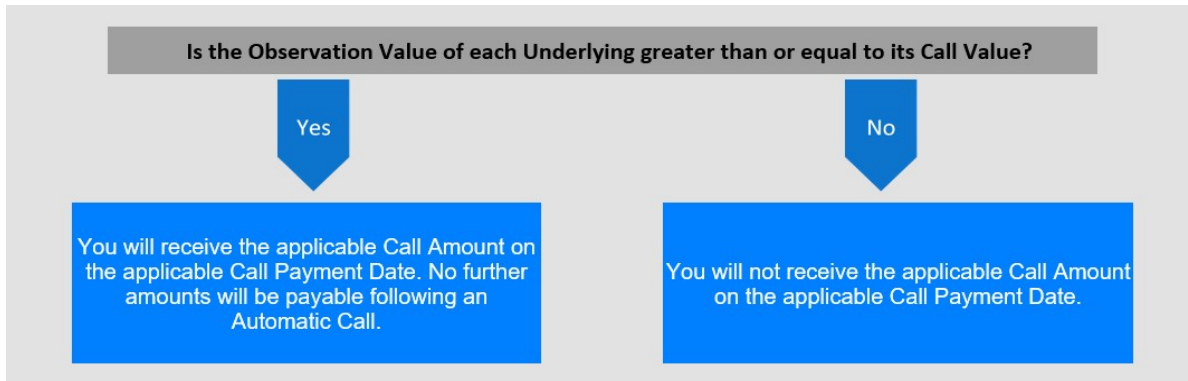 Is the Observation Value of each Underlying greater than or equal to its Call Value?
Yes
No
You will receive the applicable Call Amount on
the applicable Call Payment Date. No further
amounts will be payable following an
Automatic Call.
You will not receive the applicable Call Amount
on the applicable Call Payment Date.